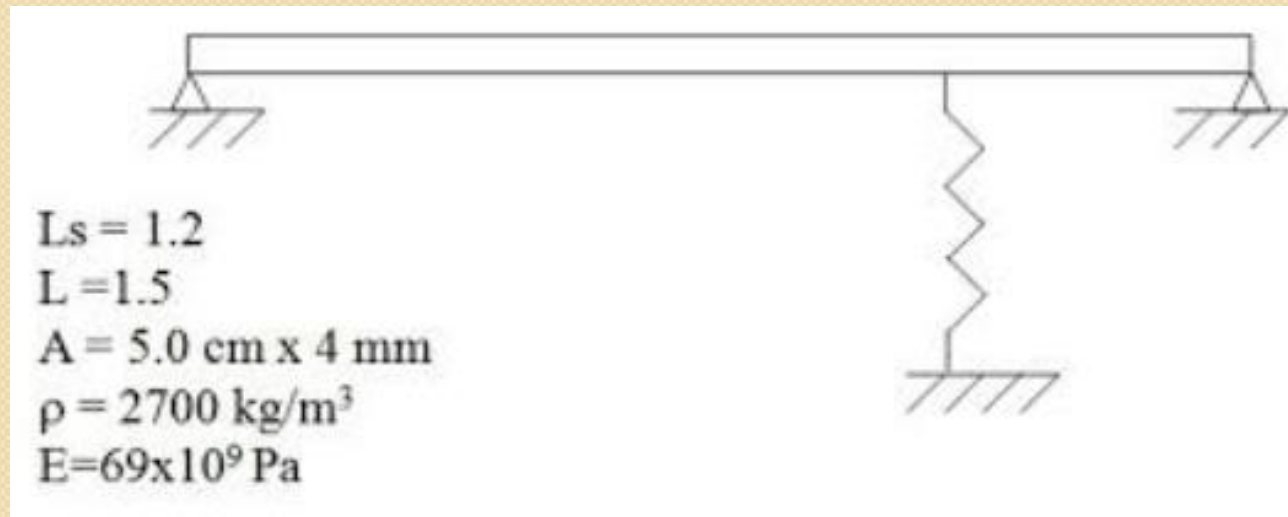 Ls = 1.2
L =1.5
A = 5.0 cm x 4 mm
ρ = 2700 kg/m³
E=69x10⁹ Pa